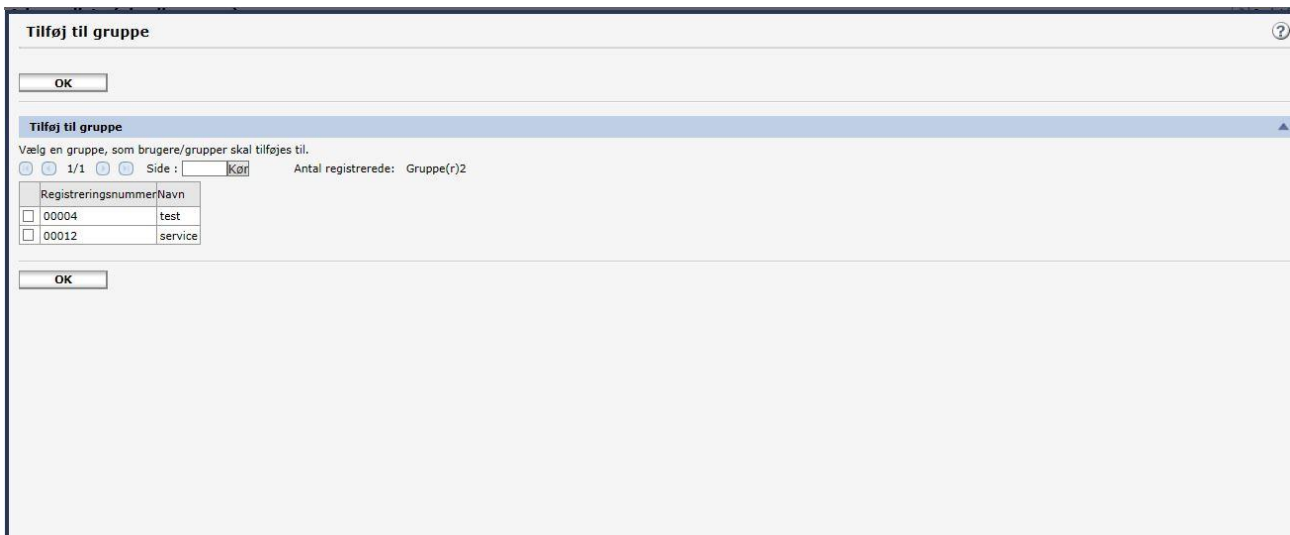 Tilføj til gruppe
?
OK
Tilføj til gruppe
Vælg en gruppe, som brugere/grupper skal tilføjes til.
1/1 Side : Kør Antal registrerede: Gruppe(r)2
Registreringsnummer Navn
00004 test
00012 service
OK